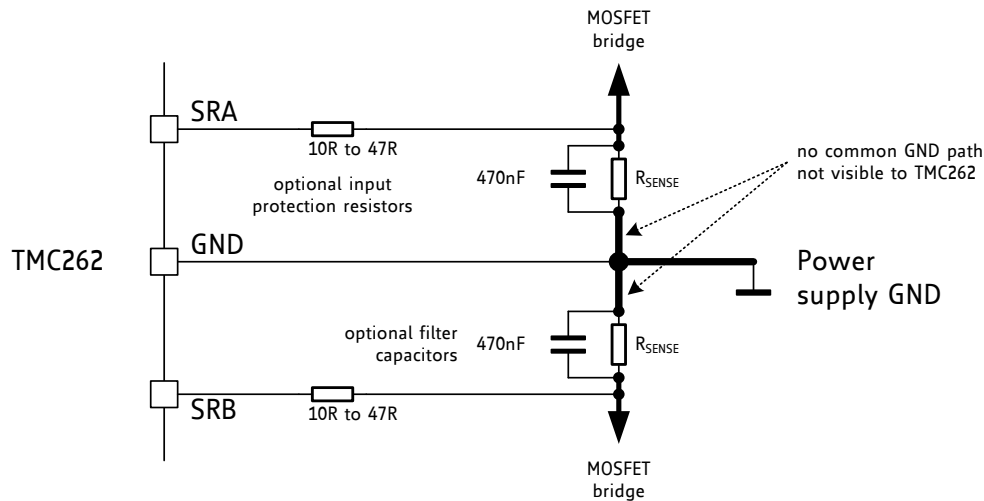 MOSFET
bridge
SRA
10R to 47R
optional input
protection resistors
470nF
RSENSE
no common GND path
not visible to TMC262
TMC262
GND
Power
supply GND
optional filter
capacitors
470nF
RSENSE
SRB
10R to 47R
MOSFET
bridge